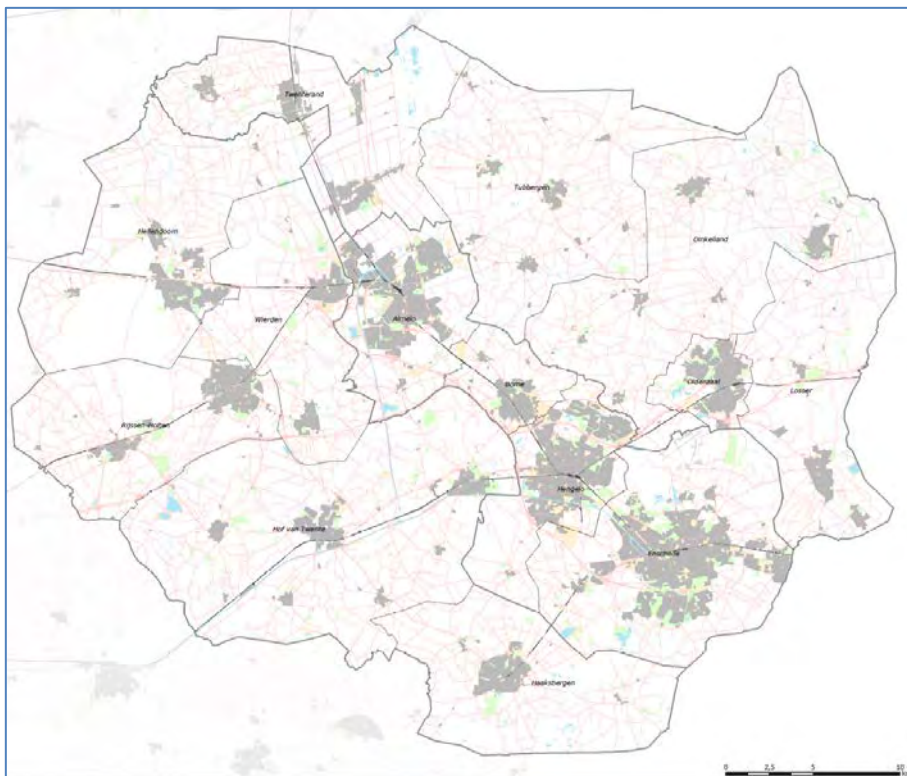 Twenterand
Tubbergen
Hellendoorn
Dinkelland
Wierden
Almelo
Borne
Oldenzaal
Losser
Rijssen-Holten
Hengelo
Hof van Twente
Enschede
Haaksbergen
0 2,5 5 10